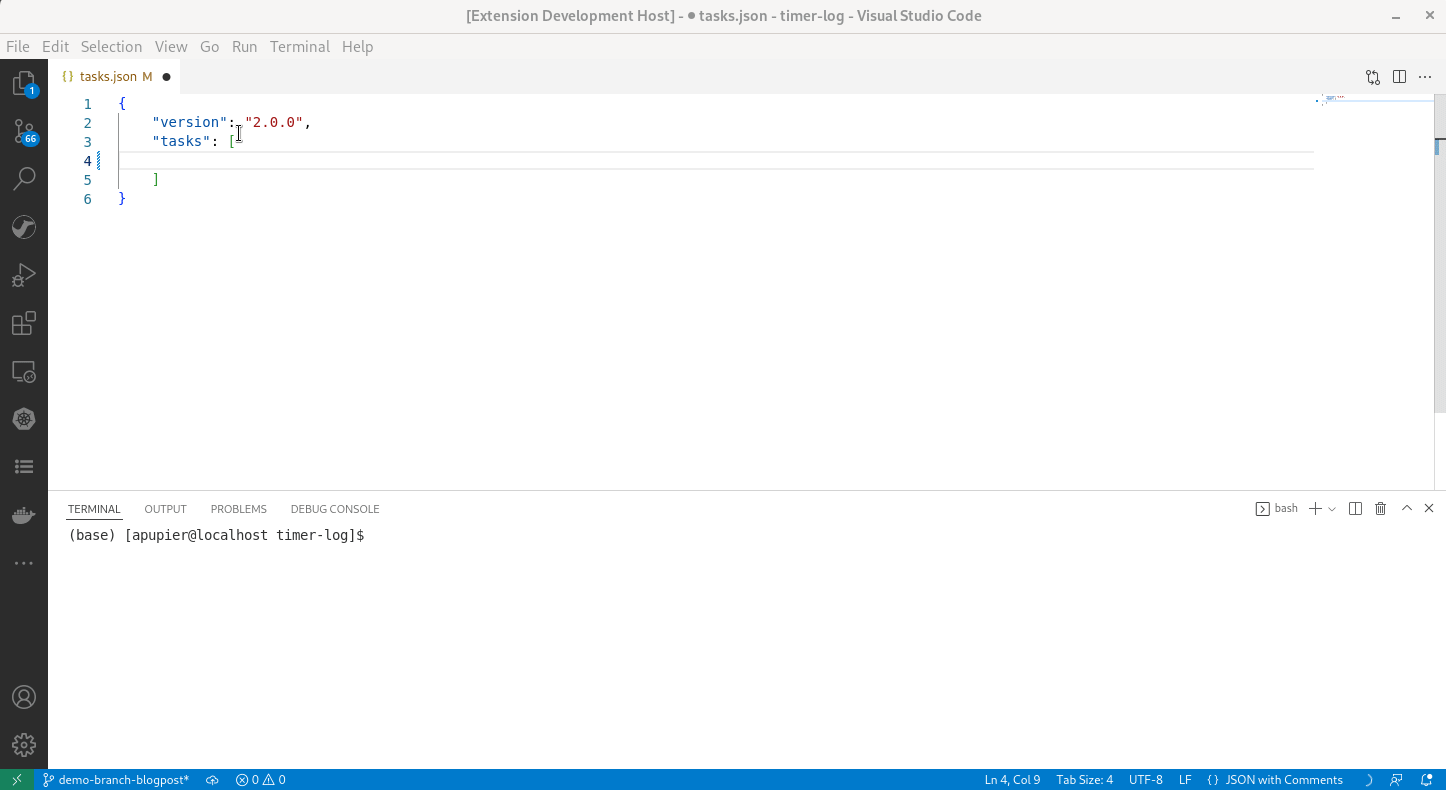 [Extension Development Host] - ● tasks.json - timer-log - Visual Studio Code
File Edit Selection View Go Run Terminal Help
{} tasks.json M ●
1 {
2     "version": "2.0.0",
3     "tasks": [
4
5     ]
6 }
1
66
TERMINAL OUTPUT PROBLEMS DEBUG CONSOLE bash
(base) [apupier@localhost timer-log]$
demo-branch-blogpost* 0 0 Ln 4, Col 9 Tab Size: 4 UTF-8 LF {} JSON with Comments